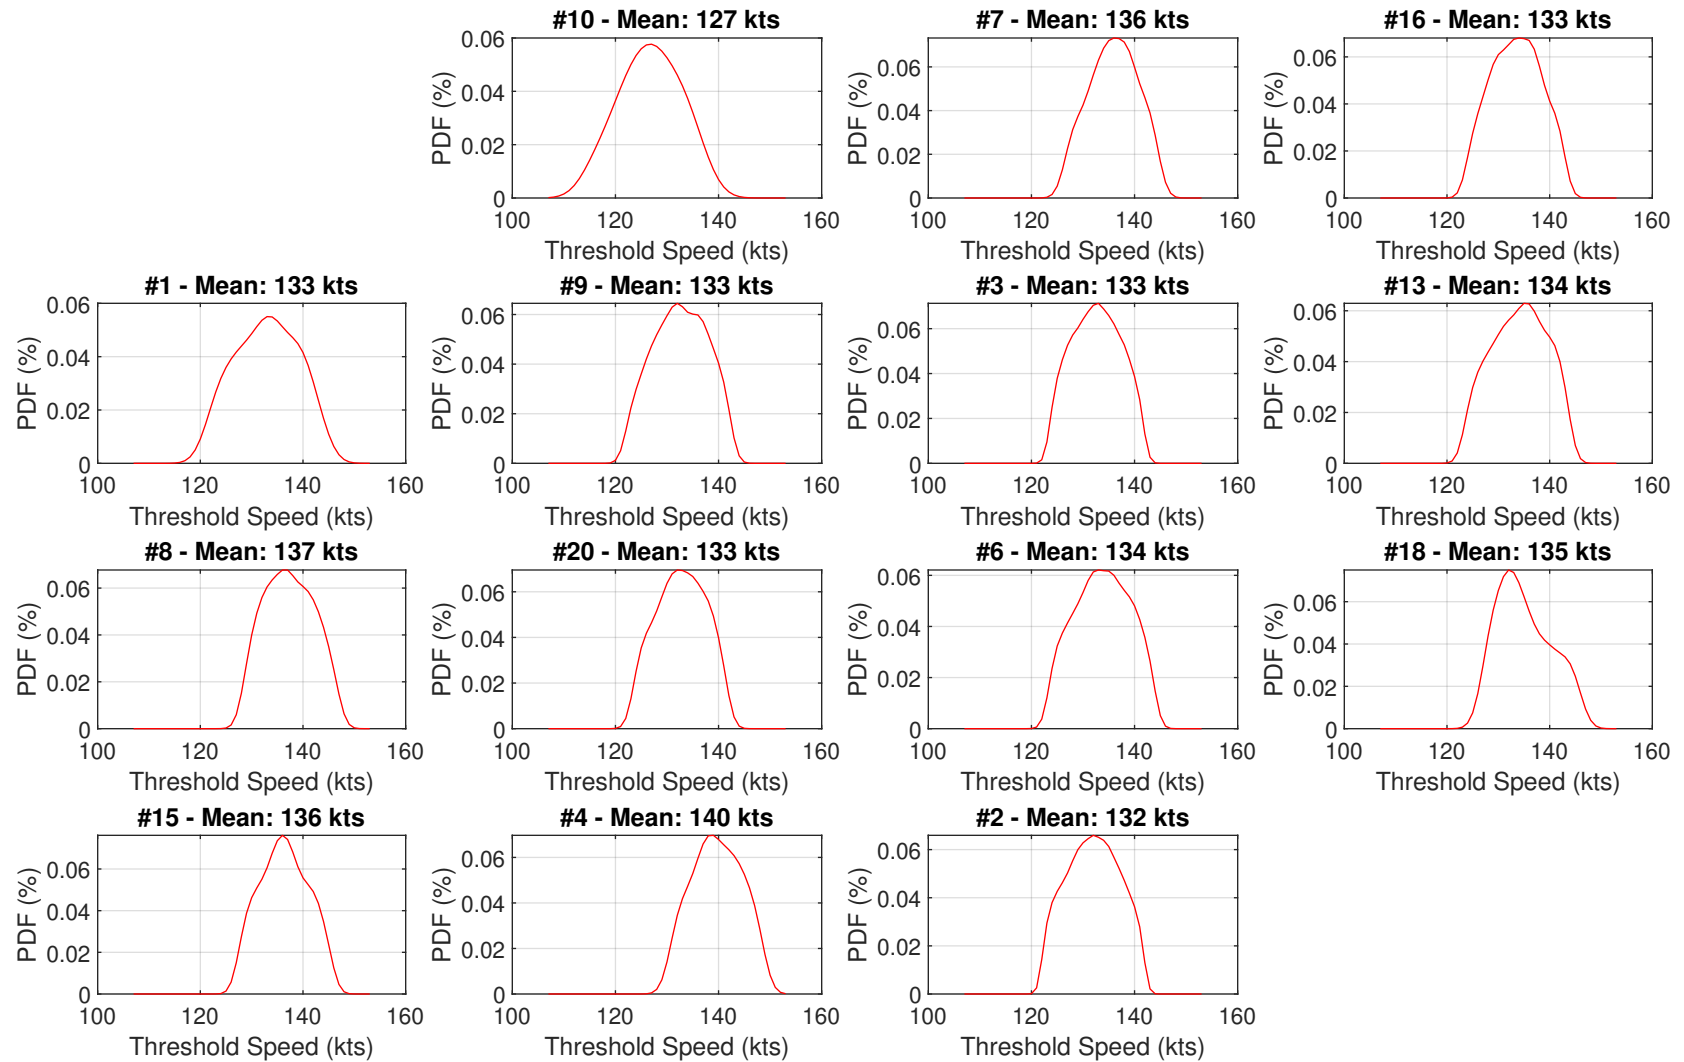 #10 - Mean: 127 kts
PDF (%)
0.06
0.04
0.02
0
100 120 140 160
Threshold Speed (kts)
#7 - Mean: 136 kts
PDF (%)
0.06
0.04
0.02
0
100 120 140 160
Threshold Speed (kts)
#16 - Mean: 133 kts
PDF (%)
0.06
0.04
0.02
0
100 120 140 160
Threshold Speed (kts)
#1 - Mean: 133 kts
PDF (%)
0.06
0.04
0.02
0
100 120 140 160
Threshold Speed (kts)
#9 - Mean: 133 kts
PDF (%)
0.06
0.04
0.02
0
100 120 140 160
Threshold Speed (kts)
#3 - Mean: 133 kts
PDF (%)
0.06
0.04
0.02
0
100 120 140 160
Threshold Speed (kts)
#13 - Mean: 134 kts
PDF (%)
0.06
0.04
0.02
0
100 120 140 160
Threshold Speed (kts)
#8 - Mean: 137 kts
PDF (%)
0.06
0.04
0.02
0
100 120 140 160
Threshold Speed (kts)
#20 - Mean: 133 kts
PDF (%)
0.06
0.04
0.02
0
100 120 140 160
Threshold Speed (kts)
#6 - Mean: 134 kts
PDF (%)
0.06
0.04
0.02
0
100 120 140 160
Threshold Speed (kts)
#18 - Mean: 135 kts
PDF (%)
0.06
0.04
0.02
0
100 120 140 160
Threshold Speed (kts)
#15 - Mean: 136 kts
PDF (%)
0.06
0.04
0.02
0
100 120 140 160
Threshold Speed (kts)
#4 - Mean: 140 kts
PDF (%)
0.06
0.04
0.02
0
100 120 140 160
Threshold Speed (kts)
#2 - Mean: 132 kts
PDF (%)
0.06
0.04
0.02
0
100 120 140 160
Threshold Speed (kts)